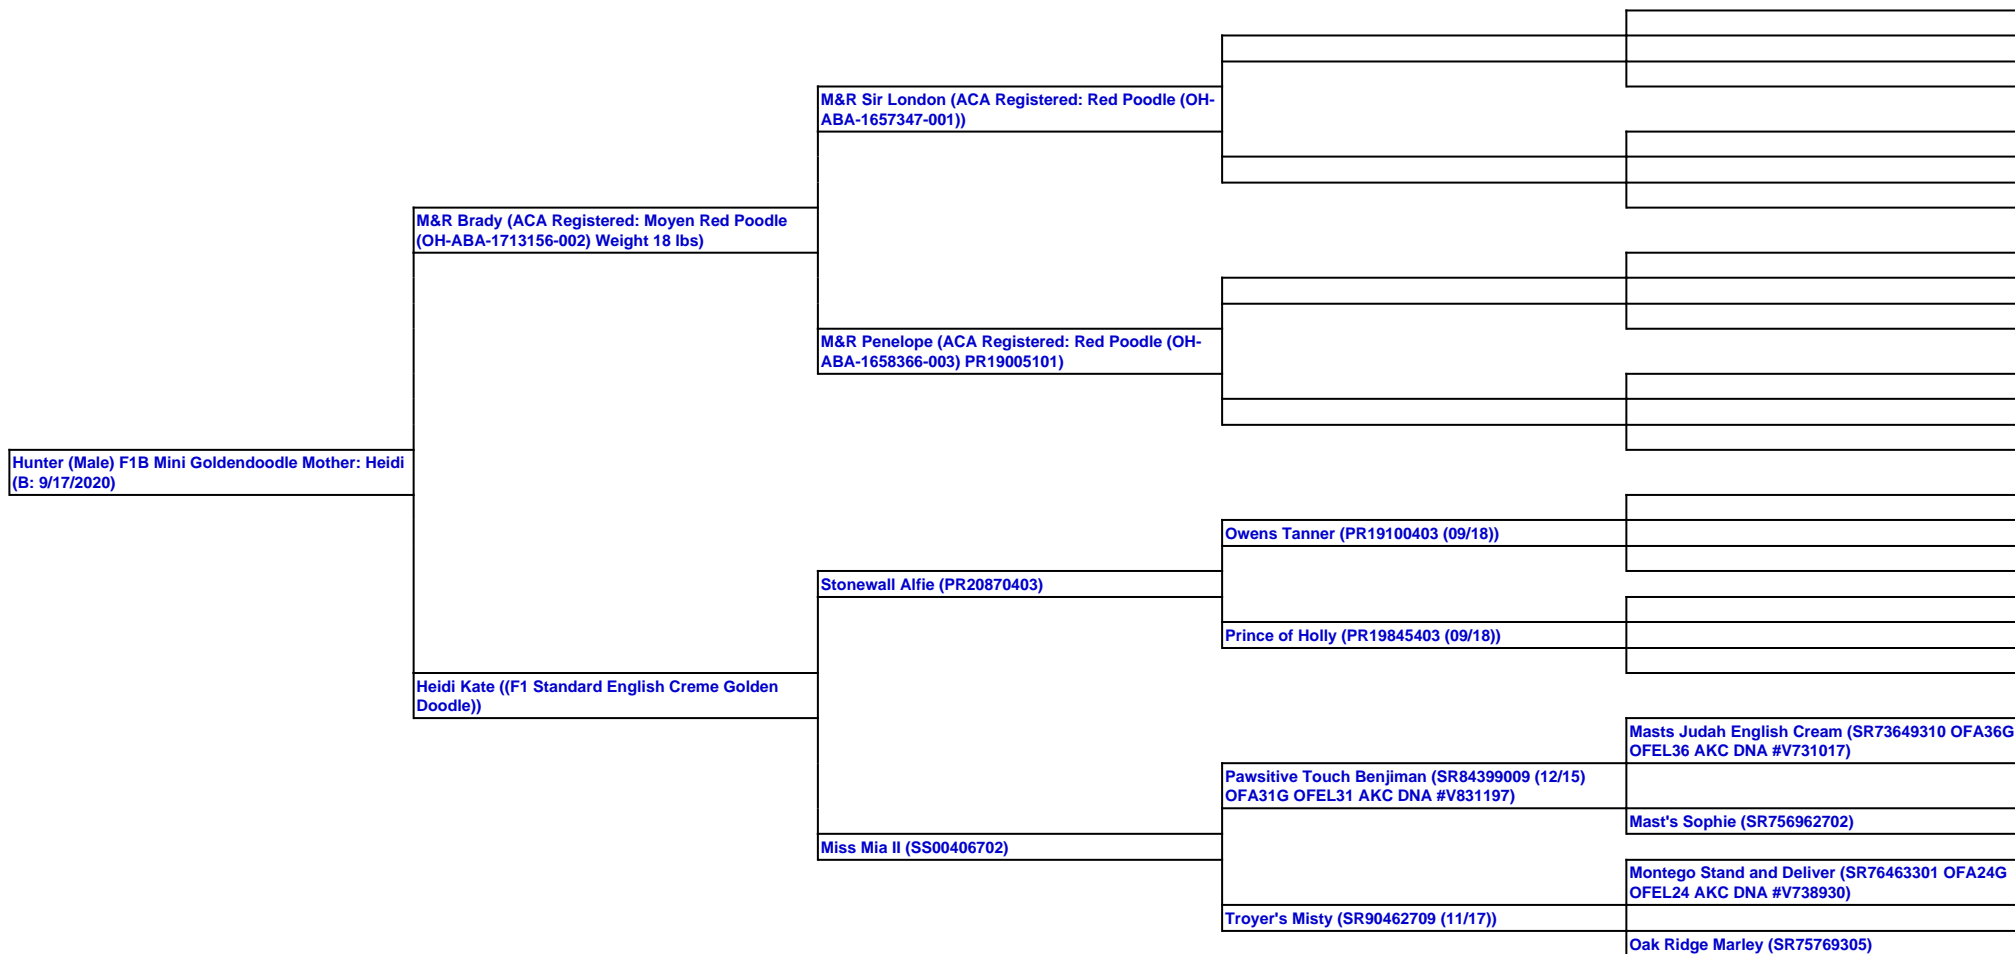 M&R Sir London (ACA Registered: Red Poodle (OH-
ABA-1657347-001))
M&R Brady (ACA Registered: Moyen Red Poodle
(OH-ABA-1713156-002) Weight 18 lbs)
M&R Penelope (ACA Registered: Red Poodle (OH-
ABA-1658366-003) PR19005101)
Hunter (Male) F1B Mini Goldendoodle Mother: Heidi
(B: 9/17/2020)
Owens Tanner (PR19100403 (09/18))
Stonewall Alfie (PR20870403)
Prince of Holly (PR19845403 (09/18))
Heidi Kate ((F1 Standard English Creme Golden
Doodle))
Masts Judah English Cream (SR73649310 OFA36G
OFEL36 AKC DNA #V731017)
Pawsitive Touch Benjiman (SR84399009 (12/15)
OFA31G OFEL31 AKC DNA #V831197)
Mast's Sophie (SR756962702)
Miss Mia II (SS00406702)
Montego Stand and Deliver (SR76463301 OFA24G
OFEL24 AKC DNA #V738930)
Troyer's Misty (SR90462709 (11/17))
Oak Ridge Marley (SR75769305)